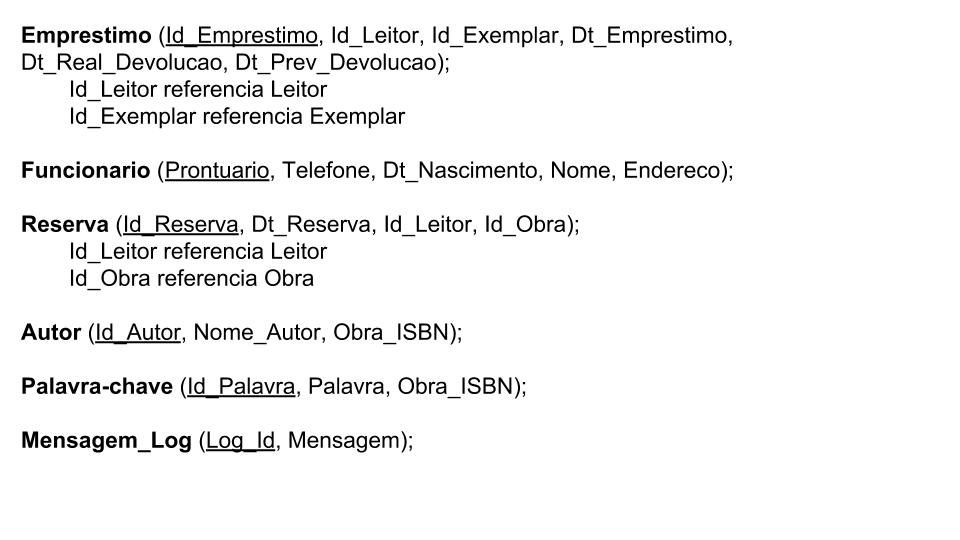 Emprestimo (Id_Emprestimo, Id_Leitor, Id_Exemplar, Dt_Emprestimo,
Dt_Real_Devolucao, Dt_Prev_Devolucao);
Id_Leitor referencia Leitor
Id_Exemplar referencia Exemplar
Funcionario (Prontuario, Telefone, Dt_Nascimento, Nome, Endereco);
Reserva (Id_Reserva, Dt_Reserva, Id_Leitor, Id_Obra);
Id_Leitor referencia Leitor
Id_Obra referencia Obra
Autor (Id_Autor, Nome_Autor, Obra_ISBN);
Palavra-chave (Id_Palavra, Palavra, Obra_ISBN);
Mensagem_Log (Log_Id, Mensagem);